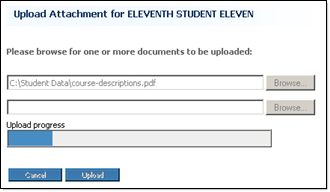 Upload Attachment for ELEVENTH STUDENT ELEVEN
Please browse for one or more documents to be uploaded:
C:\Student Data\course-descriptions.pdf Browse...
Browse...
Upload progress
Cancel Upload